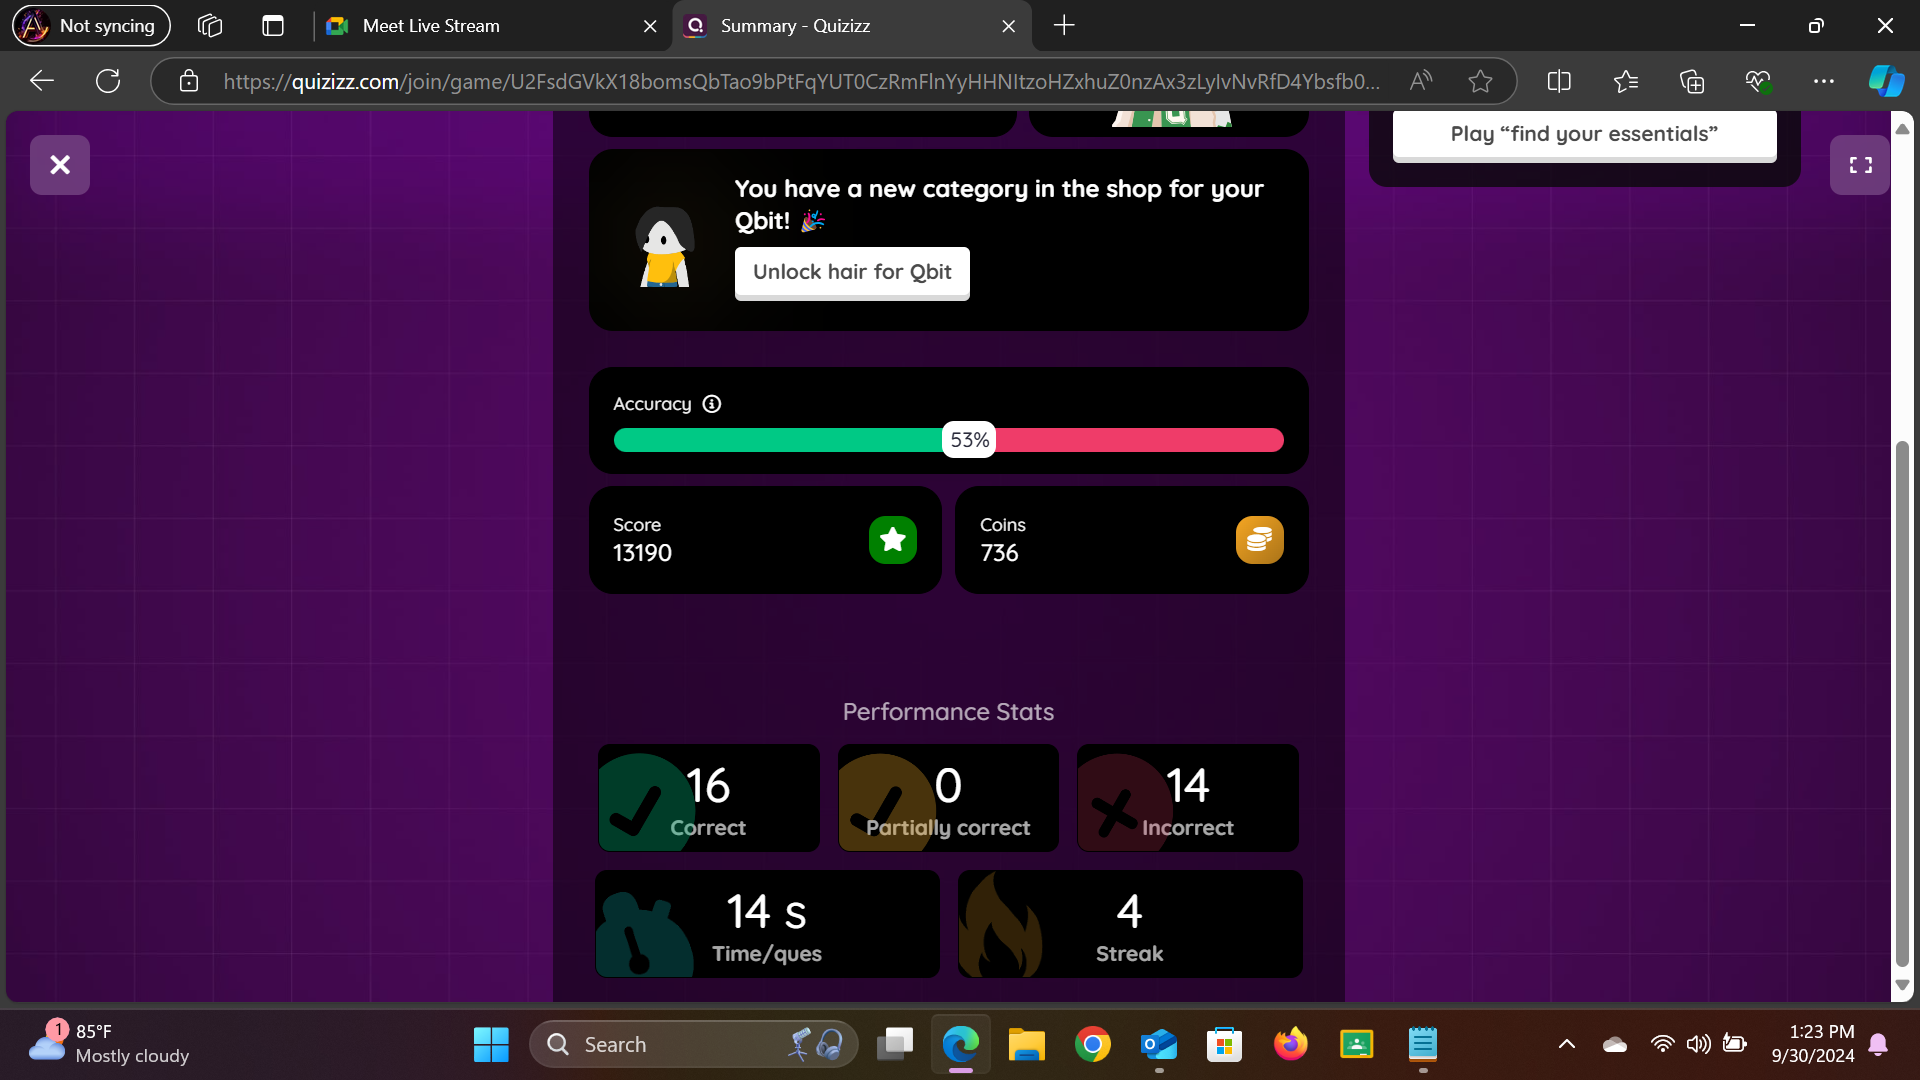 Not syncing
Meet Live Stream
Summary - Quizizz
https://quizizz.com/join/game/U2FsdGVkX18bomsQbTao9bPtFqYUT0CzRmFlnYyHHNItzoHZxhuZ0nzAx3zLyIvNvRfD4Ybsfb0...
Play “find your essentials”
You have a new category in the shop for your
Qbit! 🎉
Unlock hair for Qbit
Accuracy
53%
Score
13190
Coins
736
Performance Stats
16
Correct
0
Partially correct
14
Incorrect
14 s
Time/ques
4
Streak
1
85°F
Mostly cloudy
Search
1:23 PM
9/30/2024